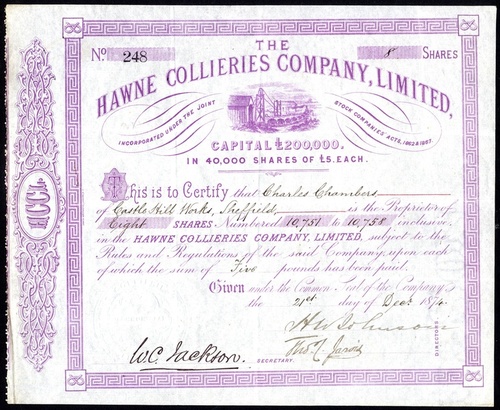 THE
No. 248 8 SHARES
HAWNE COLLIERIES COMPANY, LIMITED,
INCORPORATED UNDER THE JOINT STOCK COMPANIES' ACTS, 1862 & 1867.
CAPITAL £200,000.
IN 40,000 SHARES OF £5, EACH.
This is to Certify that Charles Chambers
of Castle Hill Works, Sheffield, is the Proprietor of
Eight SHARES Numbered 10,751 to 10,758 inclusive,
in the HAWNE COLLIERIES COMPANY, LIMITED, subject to the
Rules and Regulations of the said Company, upon each
of which the sum of Five pounds has been paid.
Given under the Common Seal of the Company,
the 21st day of Decr. 1874.
H W Johnson
Jarvis
DIRECTORS.
W.C. Jackson. SECRETARY.